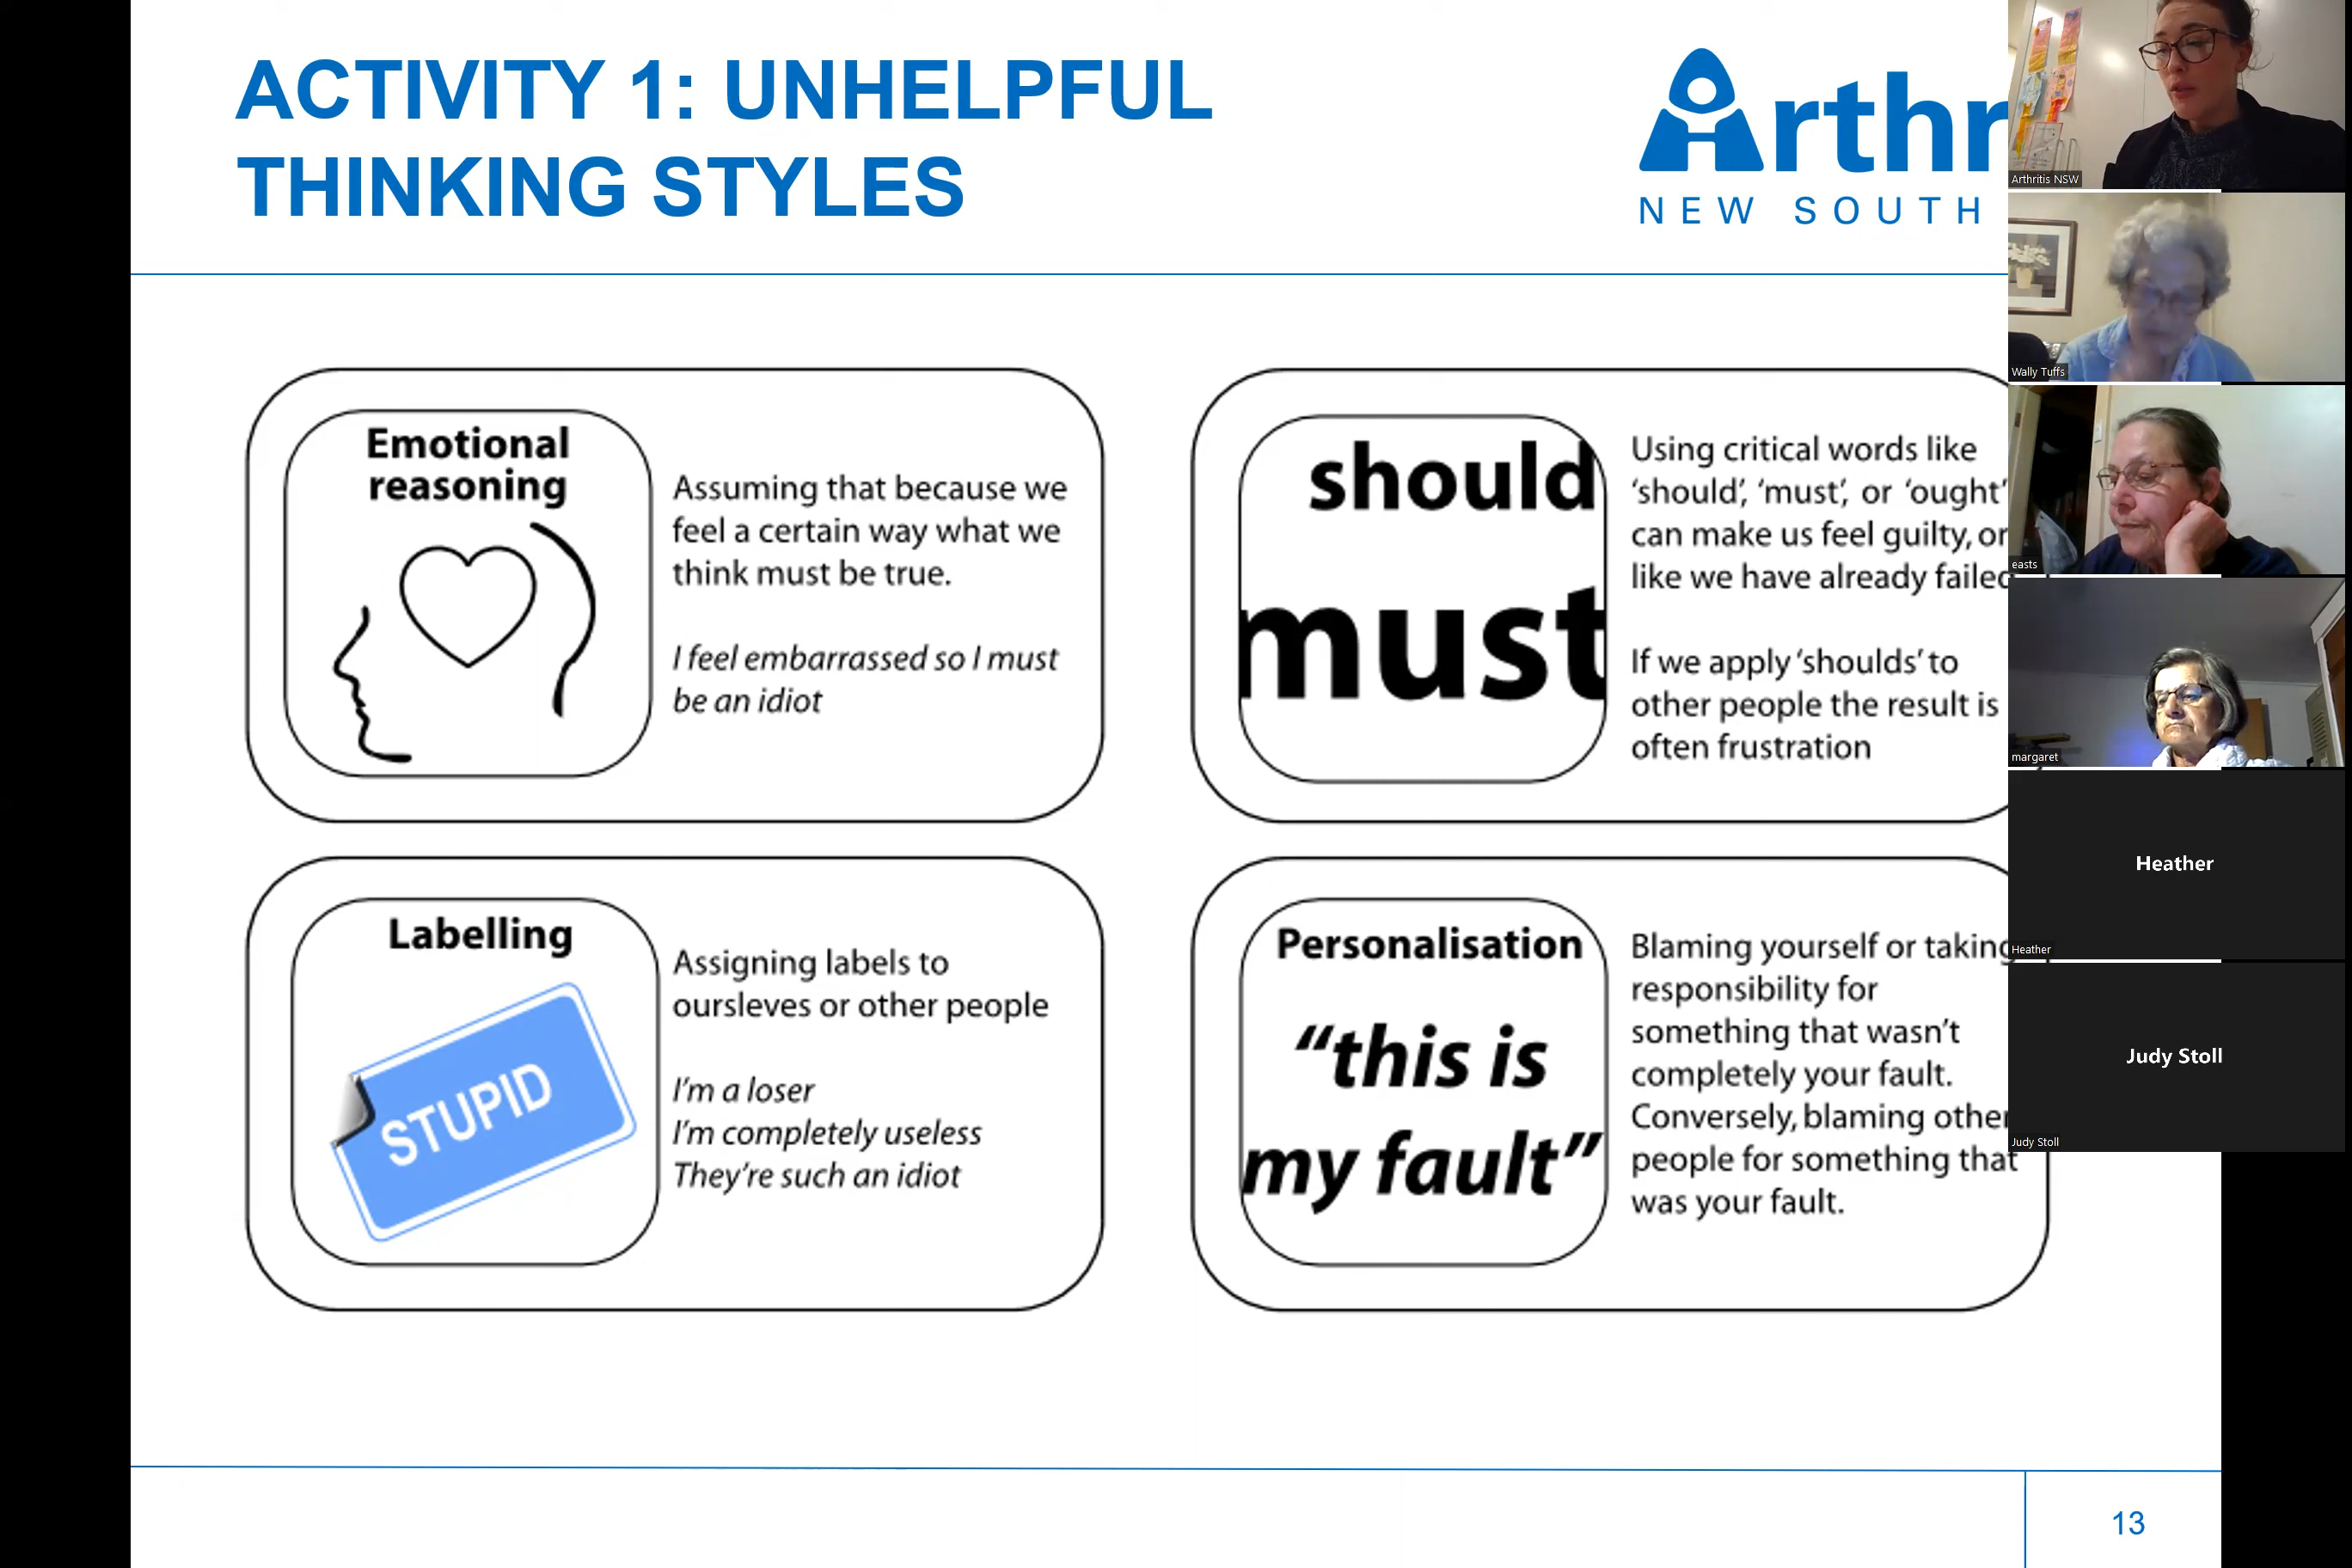 ACTIVITY 1: UNHELPFUL
THINKING STYLES
Arthr
NEW SOUTH
Emotional
reasoning
Assuming that because we
feel a certain way what we
think must be true.
I feel embarrassed so I must
be an idiot
should
must
Using critical words like
‘should’, ‘must’, or ‘ought’
can make us feel guilty, or
like we have already failed
If we apply ‘shoulds’ to
other people the result is
often frustration
Labelling
STUPID
Assigning labels to
oursleves or other people
I’m a loser
I’m completely useless
They’re such an idiot
Personalisation
“this is
my fault”
Blaming yourself or taking
responsibility for
something that wasn’t
completely your fault.
Conversely, blaming other
people for something that
was your fault.
13
Arthritis NSW
Wally Tuffs
easts
margaret
Heather
Heather
Judy Stoll
Judy Stoll